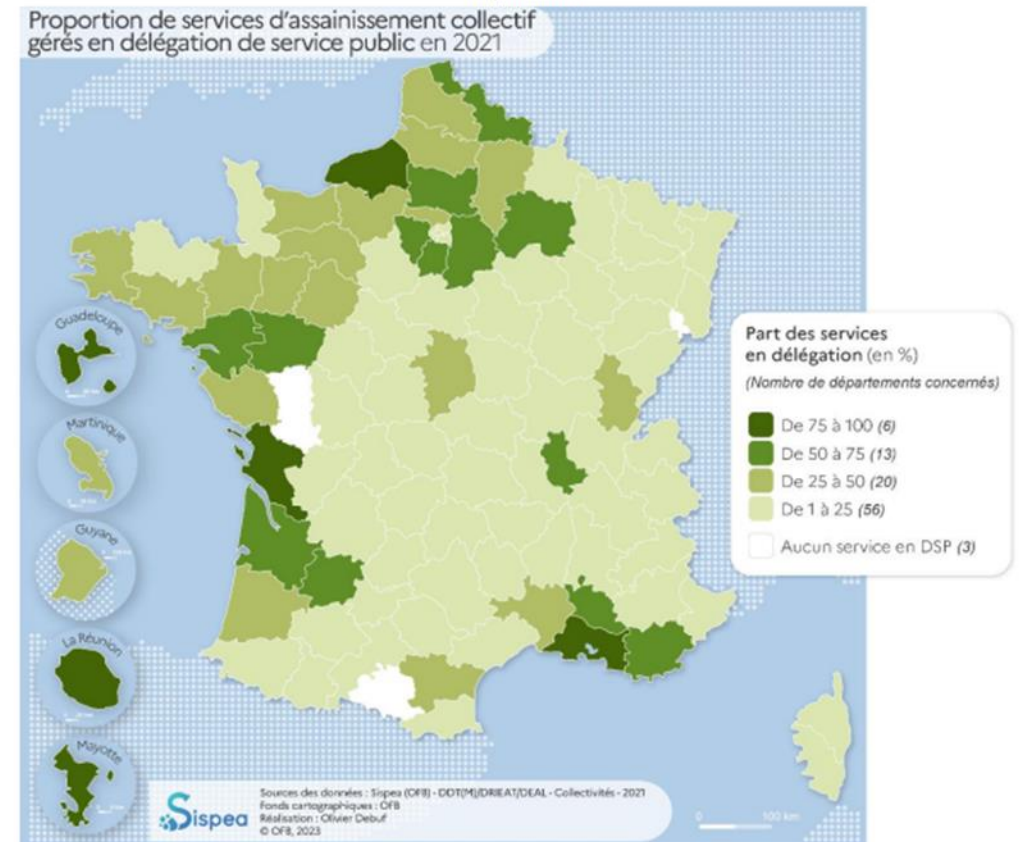 Proportion de services d'assainissement collectif
gérés en délégation de service public en 2021
Guadeloupe
Martinique
Guyane
La Réunion
Mayotte
Part des services
en délégation (en %)
(Nombre de départements concernés)
De 75 à 100 (6)
De 50 à 75 (13)
De 25 à 50 (20)
De 1 à 25 (56)
Aucun service en DSP (3)
Sispea
Sources des données : Sispea (OFB) - DDT(M)/DRIEAT/DEAL - Collectivités - 2021
Fonds cartographiques : OFB
Réalisation : Olivier Debuf
© OFB, 2023
100 km